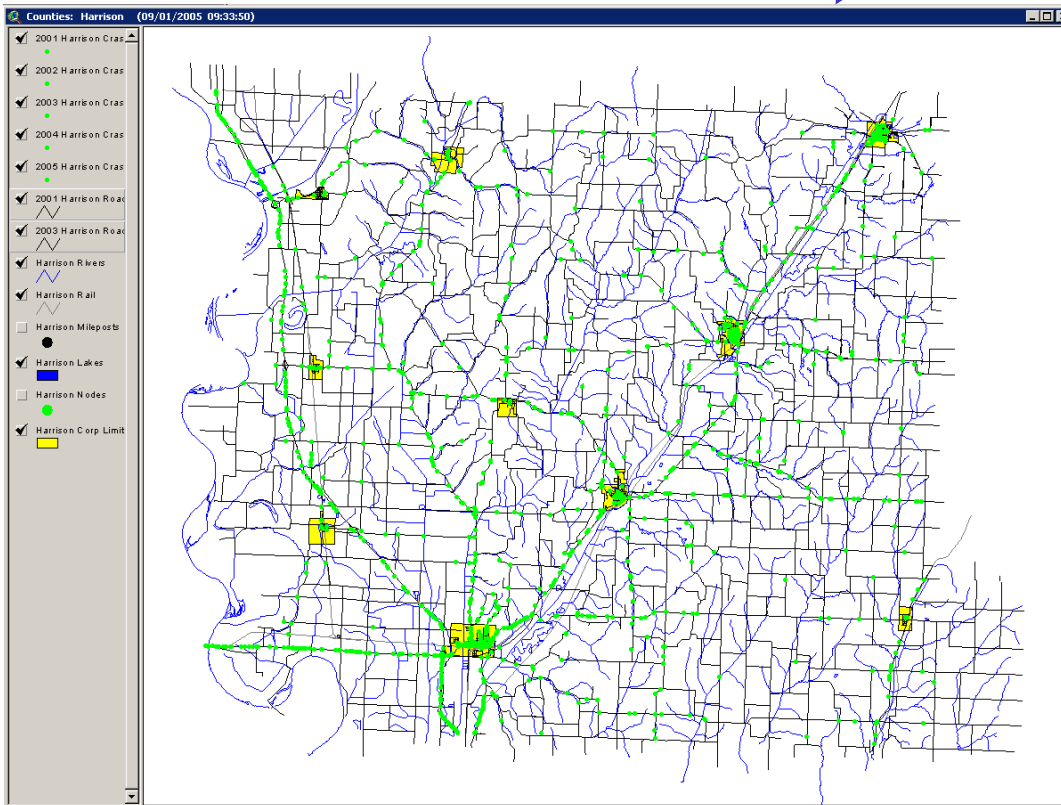 Counties: Harrison (09/01/2005 09:33:50)
2001 Harrison Cras
2002 Harrison Cras
2003 Harrison Cras
2004 Harrison Cras
2005 Harrison Cras
2001 Harrison Road
2003 Harrison Road
Harrison Rivers
Harrison Rail
Harrison Mileposts
Harrison Lakes
Harrison Nodes
Harrison Corp Limit